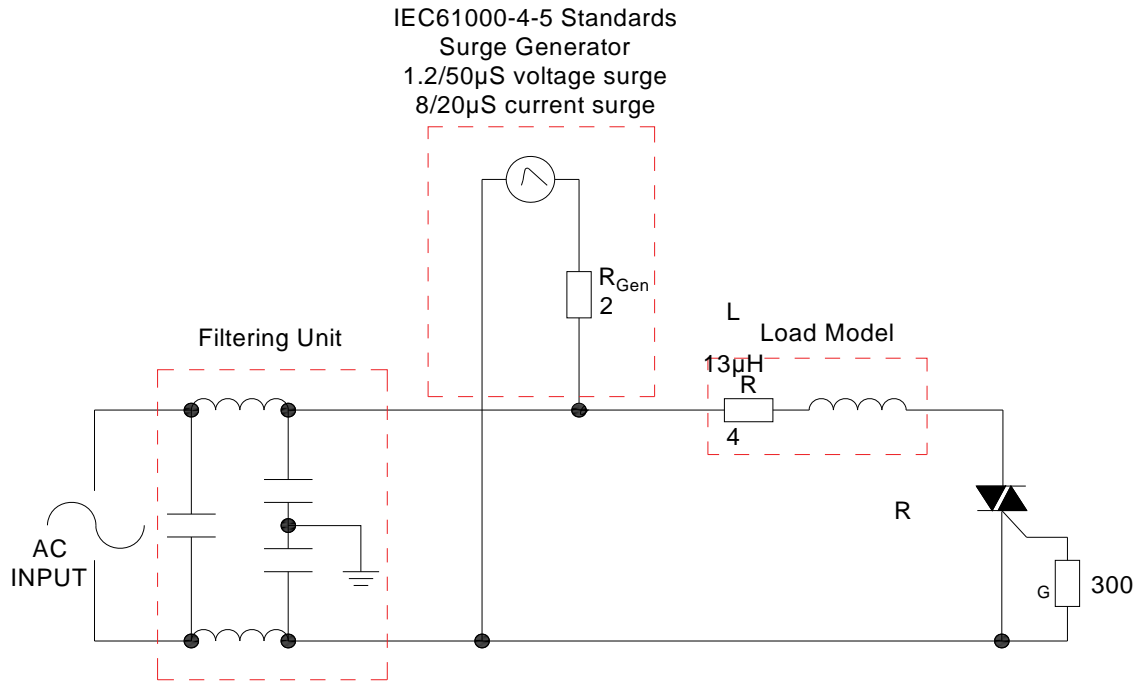 IEC61000-4-5 Standards
Surge Generator
1.2/50µS voltage surge
8/20µS current surge
RGen
2
L
Filtering Unit
Load Model
13µH
R
4
R
AC
INPUT
G
300